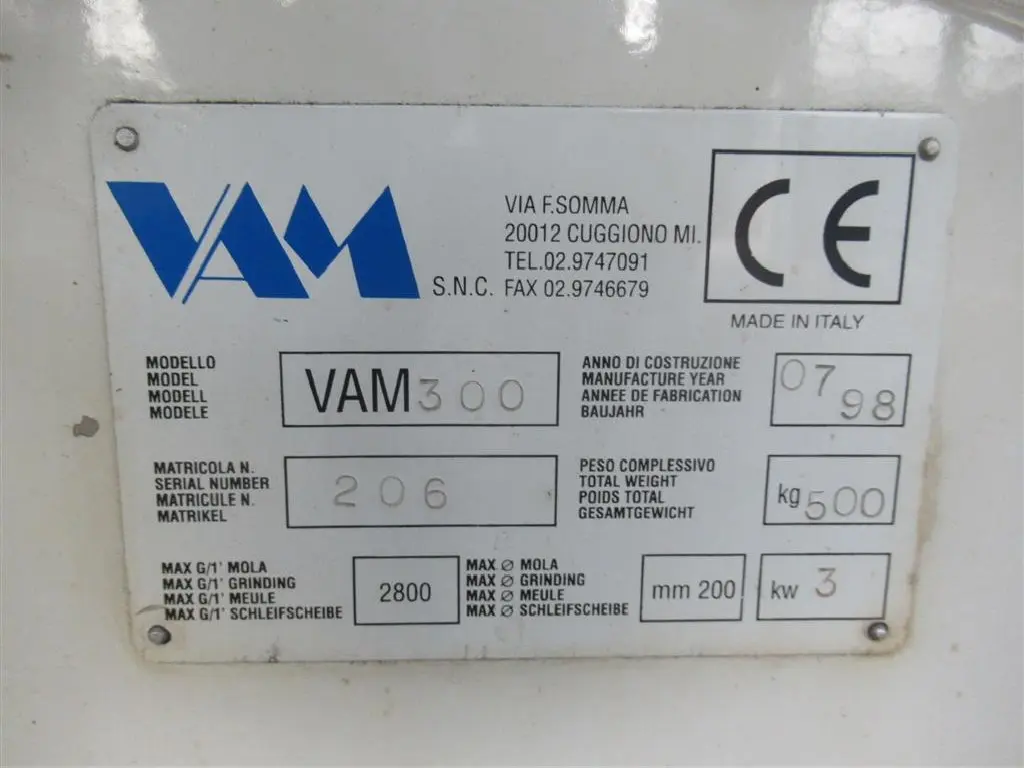 VAM S.N.C.
VIA F.SOMMA
20012 CUGGIONO MI.
TEL.02.9747091
FAX 02.9746679
CE
MADE IN ITALY
MODELLO
MODEL
MODELL
MODELE
VAM 300
ANNO DI COSTRUZIONE
MANUFACTURE YEAR
ANNEE DE FABRICATION
BAUJAHR
07 98
MATRICOLA N.
SERIAL NUMBER
MATRICULE N.
MATRIKEL
206
PESO COMPLESSIVO
TOTAL WEIGHT
POIDS TOTAL
GESAMTGEWICHT
kg 500
MAX G/1' MOLA
MAX G/1' GRINDING
MAX G/1' MEULE
MAX G/1' SCHLEIFSCHEIBE
2800
MAX Ø MOLA
MAX Ø GRINDING
MAX Ø MEULE
MAX Ø SCHLEIFSCHEIBE
mm 200
kw 3